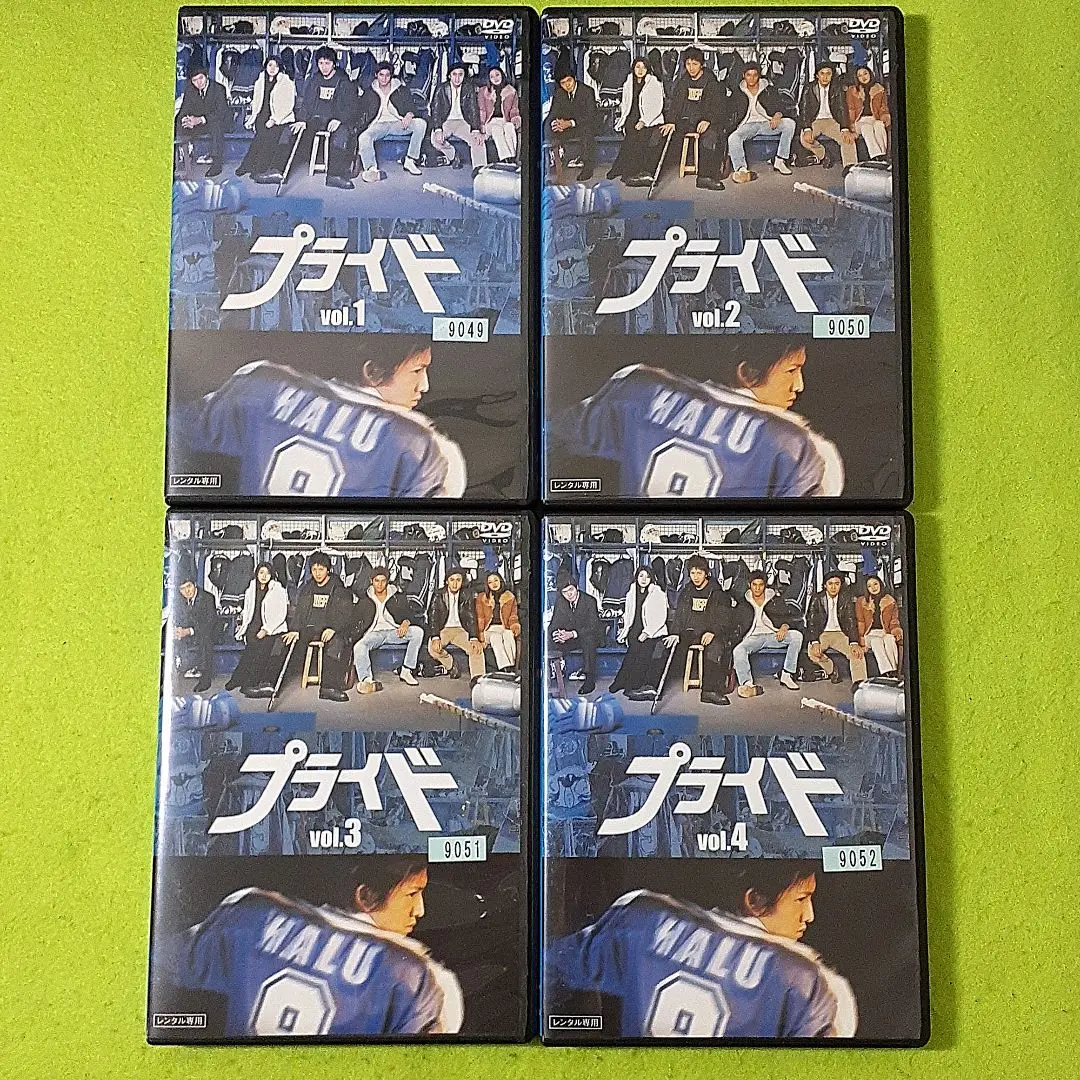 DVD
VIDEO
プライド
vol.1
9049
HALU
レンタル専用
DVD
VIDEO
プライド
vol.2
9050
HALU
レンタル専用
DVD
VIDEO
プライド
vol.3
9051
HALU
レンタル専用
DVD
VIDEO
プライド
vol.4
9052
HALU
レンタル専用